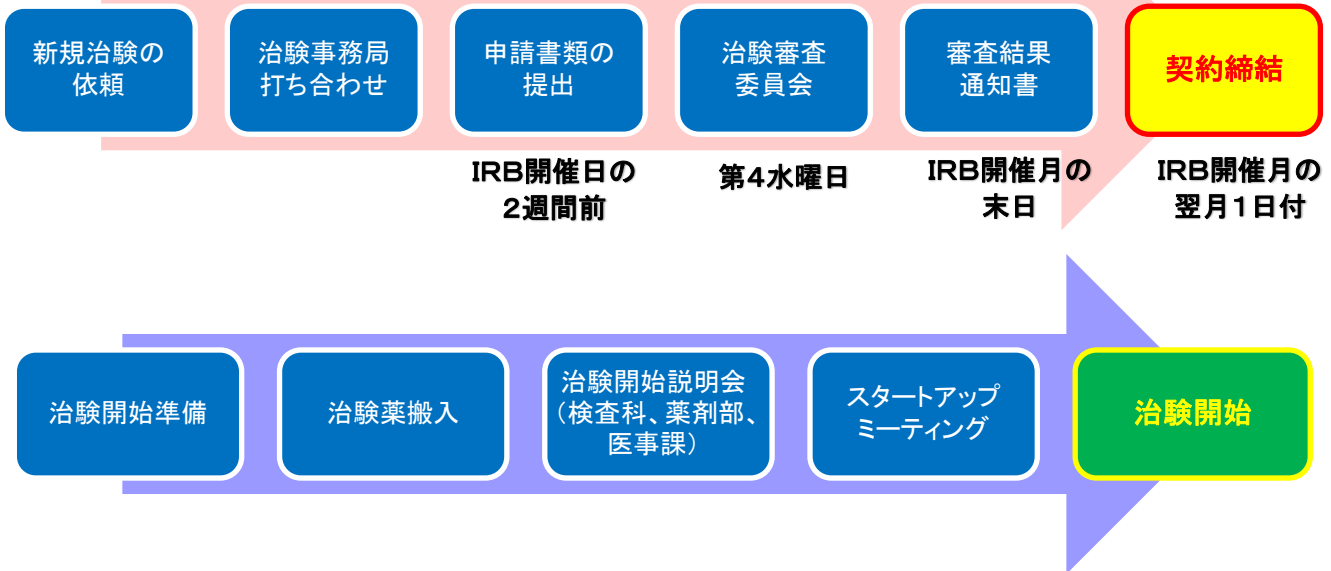 新規治験の
依頼
治験事務局
打ち合わせ
申請書類の
提出
治験審査
委員会
審査結果
通知書
契約締結
IRB開催日の
2週間前
第4水曜日
IRB開催月の
末日
IRB開催月の
翌月1日付
治験開始準備
治験薬搬入
治験開始説明会
(検査科、薬剤部、
医事課)
スタートアップ
ミーティング
治験開始